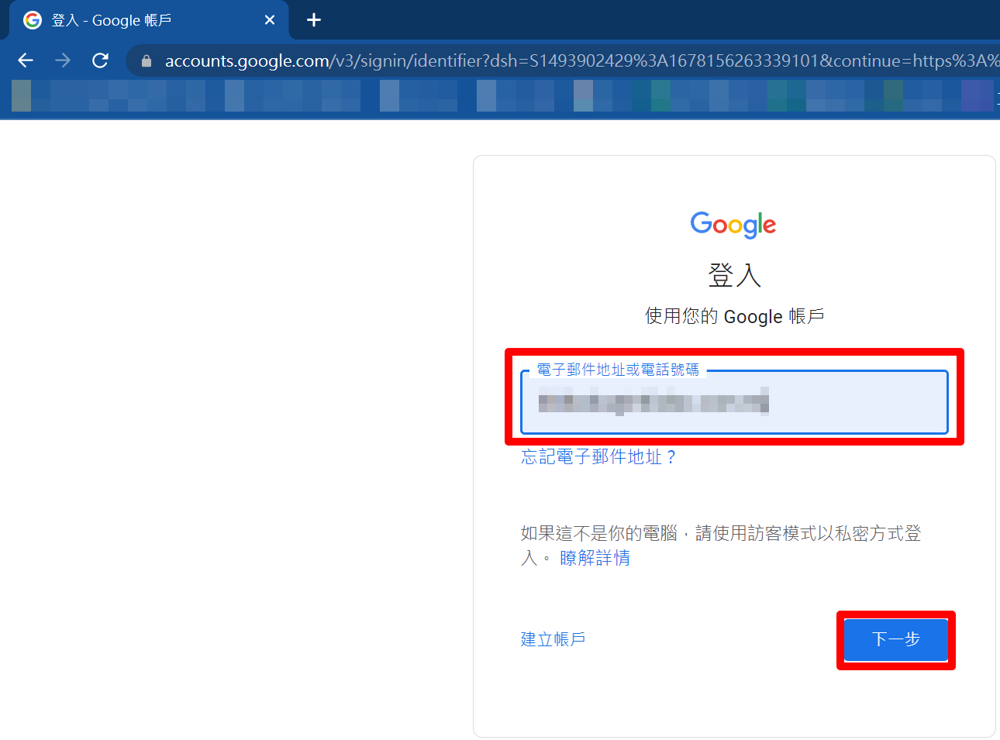 登入 - Google 帳戶
accounts.google.com/v3/signin/identifier?dsh=S1493902429%3A1678156263339101&continue=https%3A%
Google
登入
使用您的 Google 帳戶
電子郵件地址或電話號碼
忘記電子郵件地址？
如果這不是你的電腦，請使用訪客模式以私密方式登
入。 瞭解詳情
建立帳戶
下一步